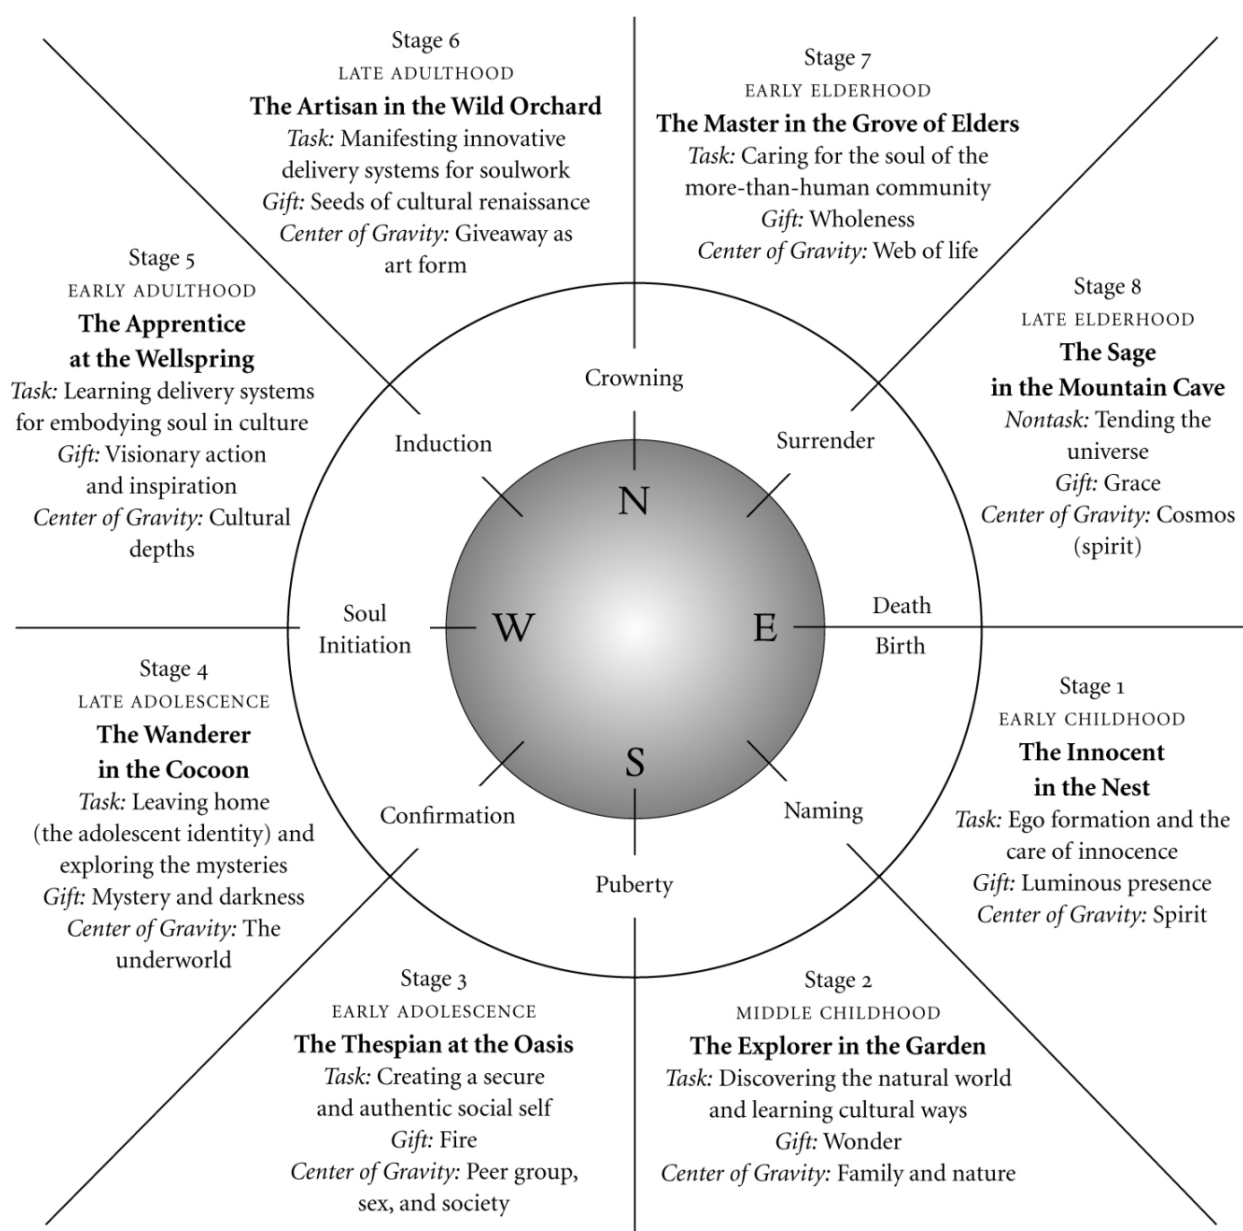 Stage 6
LATE ADULTHOOD
The Artisan in the Wild Orchard
Task: Manifesting innovative
delivery systems for soulwork
Gift: Seeds of cultural renaissance
Center of Gravity: Giveaway as
art form
Stage 7
EARLY ELDERHOOD
The Master in the Grove of Elders
Task: Caring for the soul of the
more-than-human community
Gift: Wholeness
Center of Gravity: Web of life
Stage 5
EARLY ADULTHOOD
The Apprentice
at the Wellspring
Task: Learning delivery systems
for embodying soul in culture
Gift: Visionary action
and inspiration
Center of Gravity: Cultural
depths
Stage 8
LATE ELDERHOOD
The Sage
in the Mountain Cave
Nontask: Tending the
universe
Gift: Grace
Center of Gravity: Cosmos
(spirit)
Crowning
Induction
Surrender
N
Soul
Initiation
W
E
Death
Birth
S
Confirmation
Naming
Puberty
Stage 4
LATE ADOLESCENCE
The Wanderer
in the Cocoon
Task: Leaving home
(the adolescent identity) and
exploring the mysteries
Gift: Mystery and darkness
Center of Gravity: The
underworld
Stage 1
EARLY CHILDHOOD
The Innocent
in the Nest
Task: Ego formation and the
care of innocence
Gift: Luminous presence
Center of Gravity: Spirit
Stage 3
EARLY ADOLESCENCE
The Thespian at the Oasis
Task: Creating a secure
and authentic social self
Gift: Fire
Center of Gravity: Peer group,
sex, and society
Stage 2
MIDDLE CHILDHOOD
The Explorer in the Garden
Task: Discovering the natural world
and learning cultural ways
Gift: Wonder
Center of Gravity: Family and nature